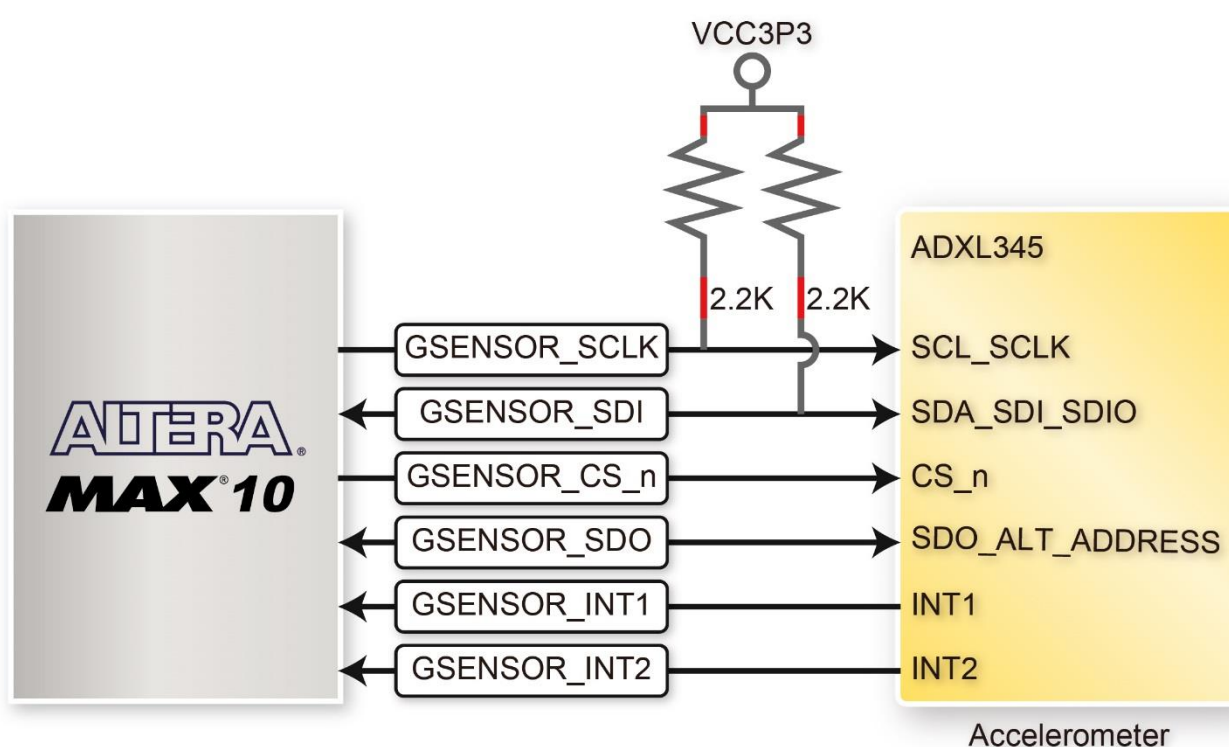 VCC3P3
ADXL345
2.2K 2.2K
GSENSOR_SCLK SCL_SCLK
GSENSOR_SDI SDA_SDI_SDIO
ALTERA®
MAX®10
GSENSOR_CS_n CS_n
GSENSOR_SDO SDO_ALT_ADDRESS
GSENSOR_INT1 INT1
GSENSOR_INT2 INT2
Accelerometer